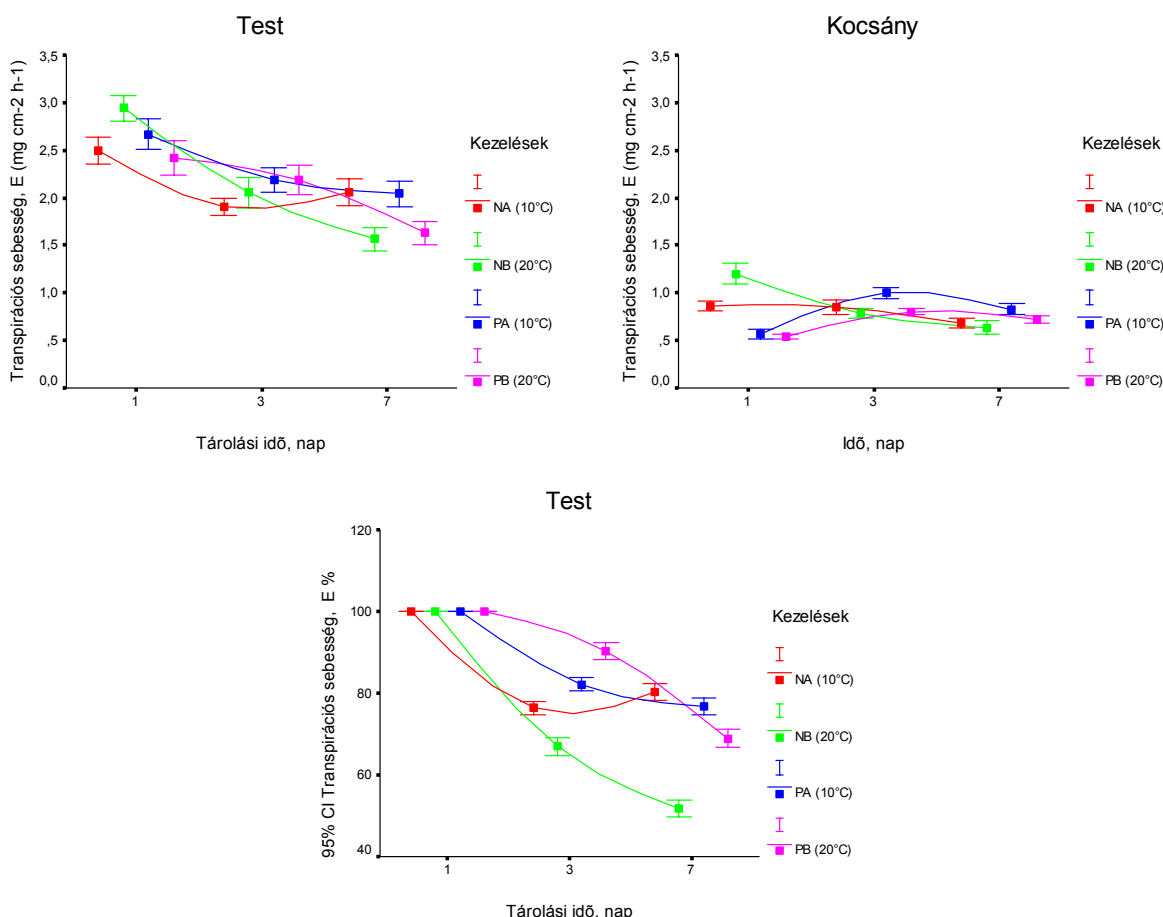 Test
Transpirációs sebesség, E (mg cm-2 h-1)
3,5
3,0
2,5
2,0
1,5
1,0
,5
0,0
1
3
7
Tárolási idõ, nap
Kezelések
NA (10°C)
NB (20°C)
PA (10°C)
PB (20°C)
Kocsány
Transpirációs sebesség, E (mg cm-2 h-1)
3,5
3,0
2,5
2,0
1,5
1,0
,5
0,0
1
3
7
Idõ, nap
Kezelések
NA (10°C)
NB (20°C)
PA (10°C)
PB (20°C)
Test
95% CI Transpirációs sebesség, E %
120
100
80
60
40
1
3
7
Tárolási idõ, nap
Kezelések
NA (10°C)
NB (20°C)
PA (10°C)
PB (20°C)